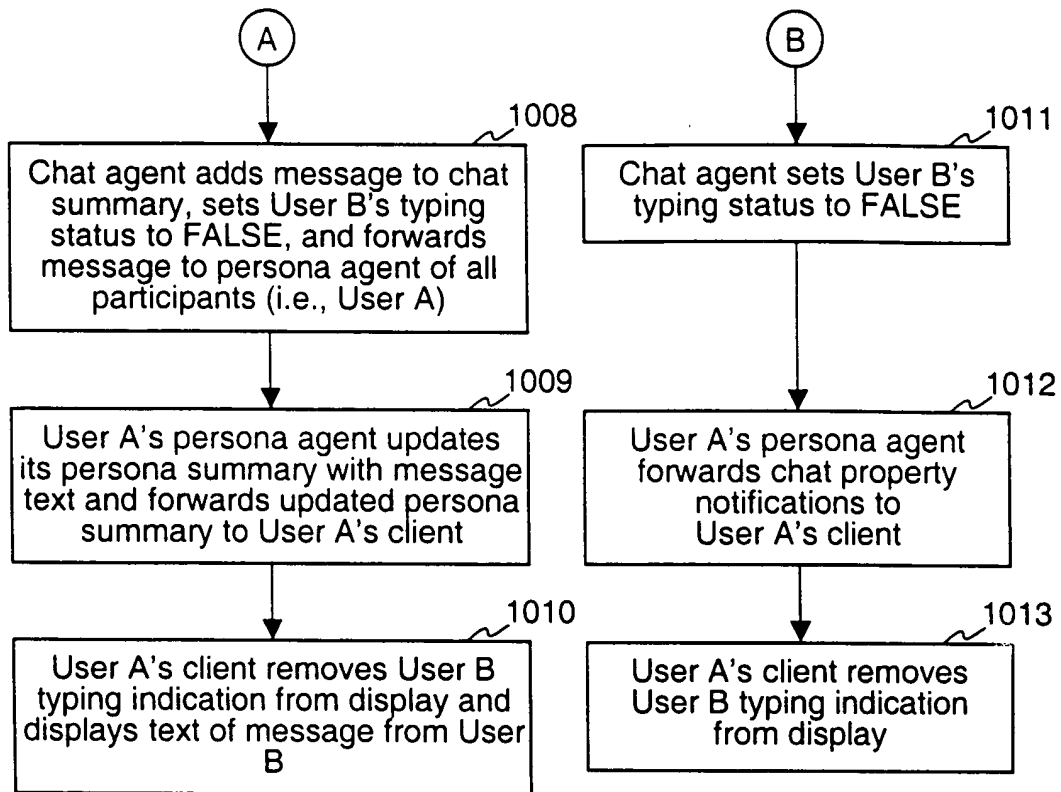 A
1008
Chat agent adds message to chat
summary, sets User B's typing
status to FALSE, and forwards
message to persona agent of all
participants (i.e., User A)
1009
User A's persona agent updates
its persona summary with message
text and forwards updated persona
summary to User A's client
1010
User A's client removes User B
typing indication from display and
displays text of message from User
B
B
1011
Chat agent sets User B's
typing status to FALSE
1012
User A's persona agent
forwards chat property
notifications to
User A's client
1013
User A's client removes
User B typing indication
from display